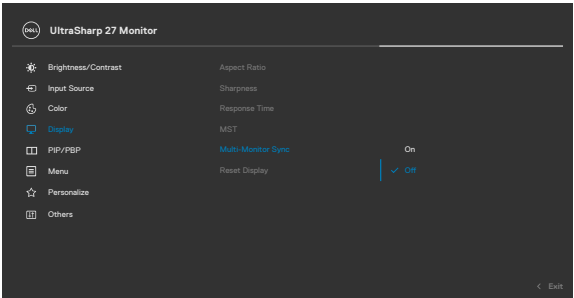 DELL UltraSharp 27 Monitor
Brightness/Contrast Aspect Ratio
Input Source Sharpness
Color Response Time
Display MST
PIP/PBP Multi-Monitor Sync On
Menu Reset Display Off
Personalize
Others
Exit